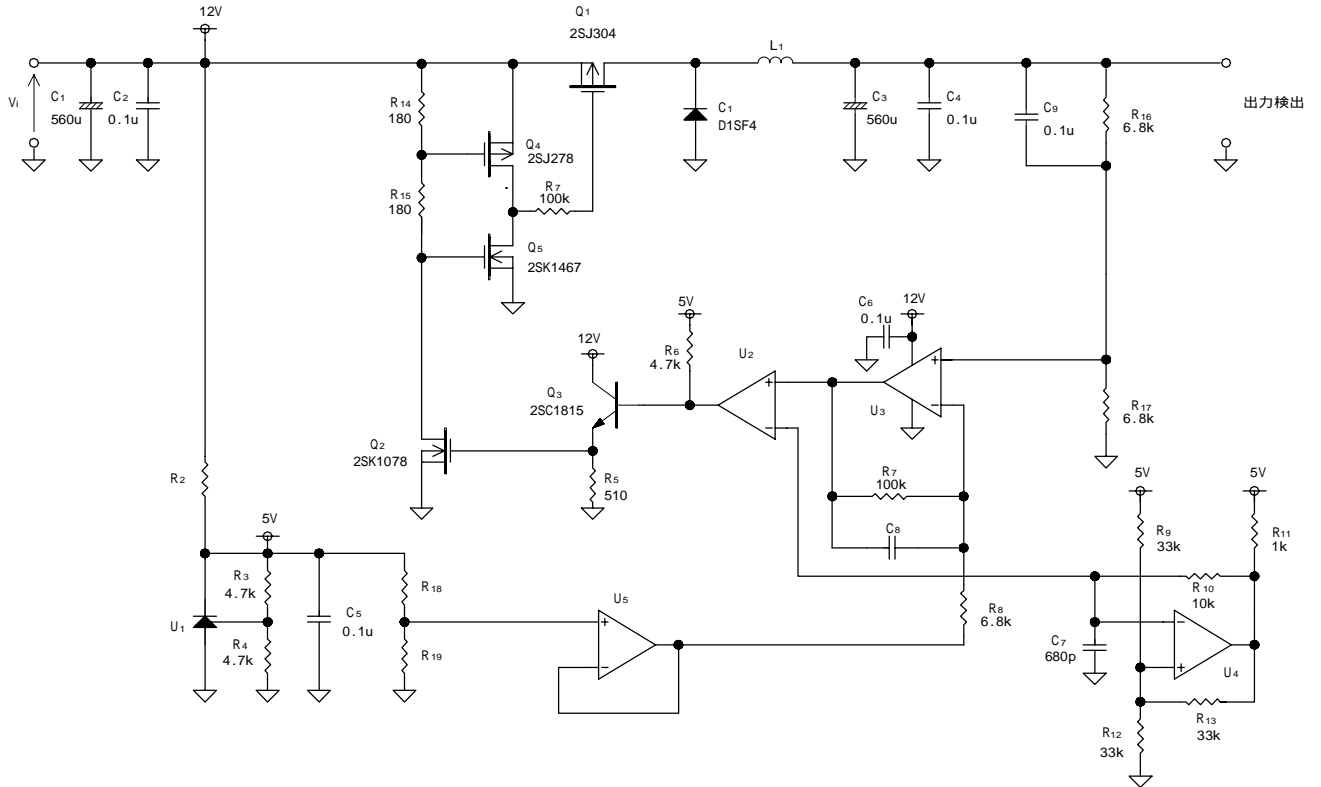 12V
Q1
2SJ304
L1
Vi
C1
560u
C2
0.1u
R14
180
Q4
2SJ278
R15
180
R7
100k
Q5
2SK1467
C1
D1SF4
C3
560u
C4
0.1u
C9
0.1u
R16
6.8k
出力検出
12V
Q3
2SC1815
5V
R6
4.7k
U2
C6
0.1u
12V
U3
R17
6.8k
Q2
2SK1078
R5
510
R7
100k
C8
R2
5V
R3
4.7k
U1
R4
4.7k
C5
0.1u
R18
R19
U5
R8
6.8k
5V
R9
33k
5V
R11
1k
R10
10k
C7
680p
U4
R12
33k
R13
33k
+
−
+
−
+
−
−
+